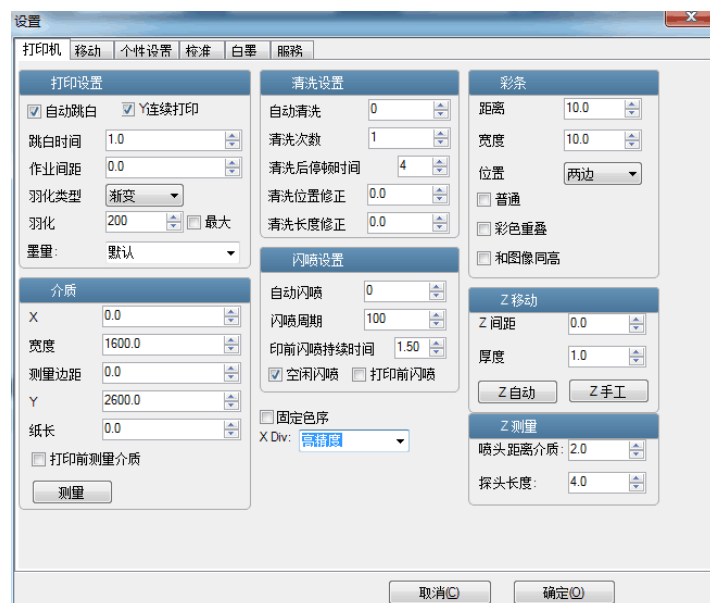 设置
打印机 移动 个性设置 校准 白墨 服務
打印设置
自动跳白 Y连续打印
跳白时间 1.0
作业间距 0.0
羽化类型 渐变
羽化 200 最大
墨量: 默认
介质
X 0.0
宽度 1600.0
测量边距 0.0
Y 2600.0
纸长 0.0
打印前测量介质
测量
清洗设置
自动清洗 0
清洗次数 1
清洗后停顿时间 4
清洗位置修正 0.0
清洗长度修正 0.0
闪喷设置
自动闪喷 0
闪喷周期 100
印前闪喷持续时间 1.50
空闲闪喷 打印前闪喷
固定色序
X Div: 高精度
彩条
距离 10.0
宽度 10.0
位置 两边
普通
彩色重叠
和图像同高
Z移动
Z间距 0.0
厚度 1.0
Z自动 Z手工
Z测量
喷头距离介质: 2.0
探头长度: 4.0
取消(C) 确定(O)